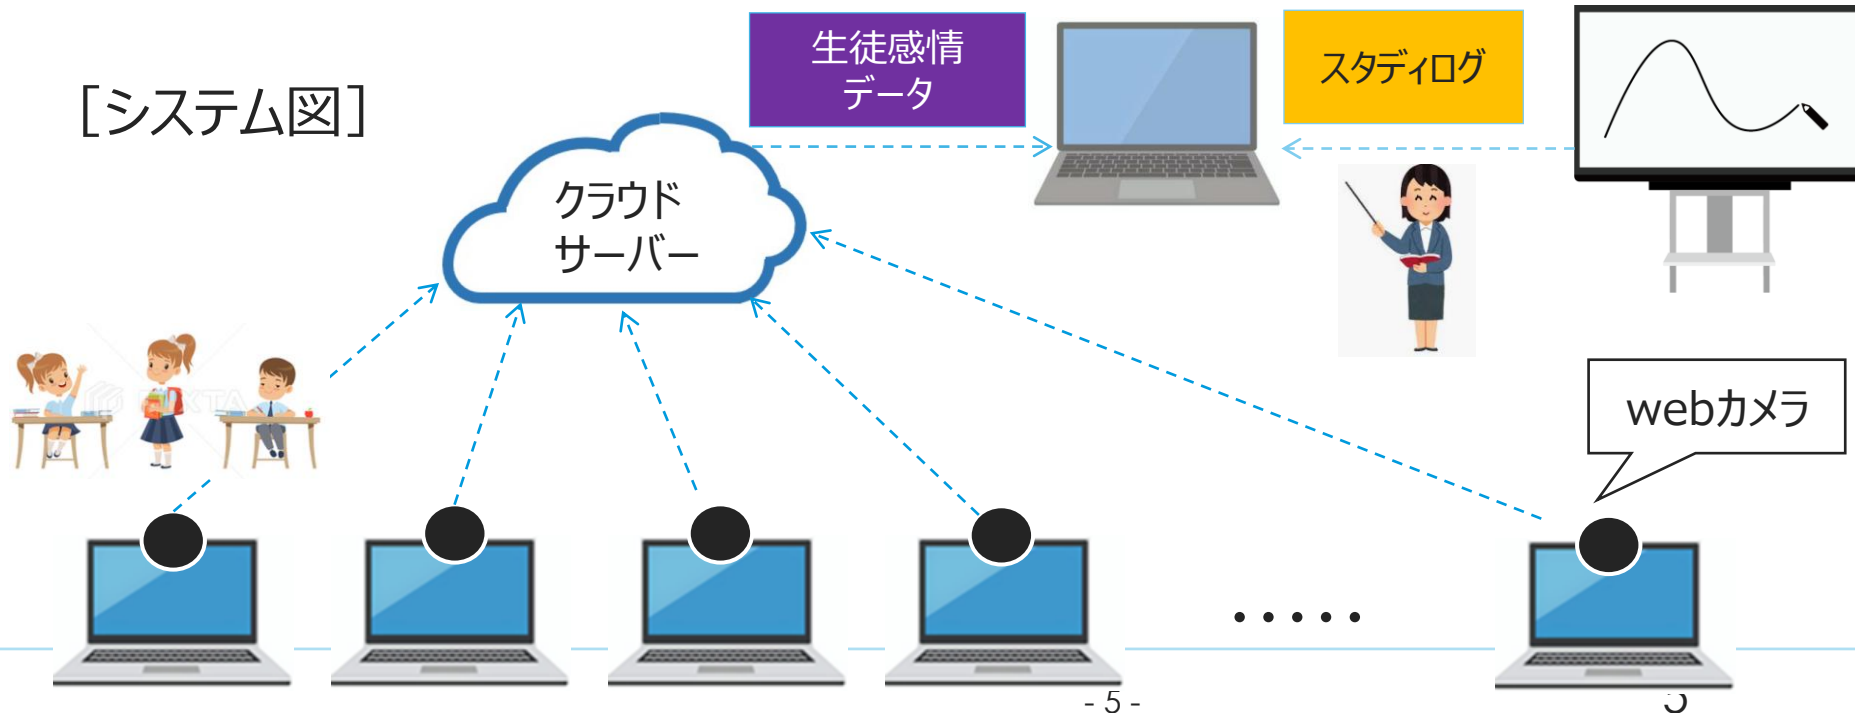 ［システム図］
生徒感情
データ
スタディログ
クラウド
サーバー
webカメラ
・・・・・
- 5 -